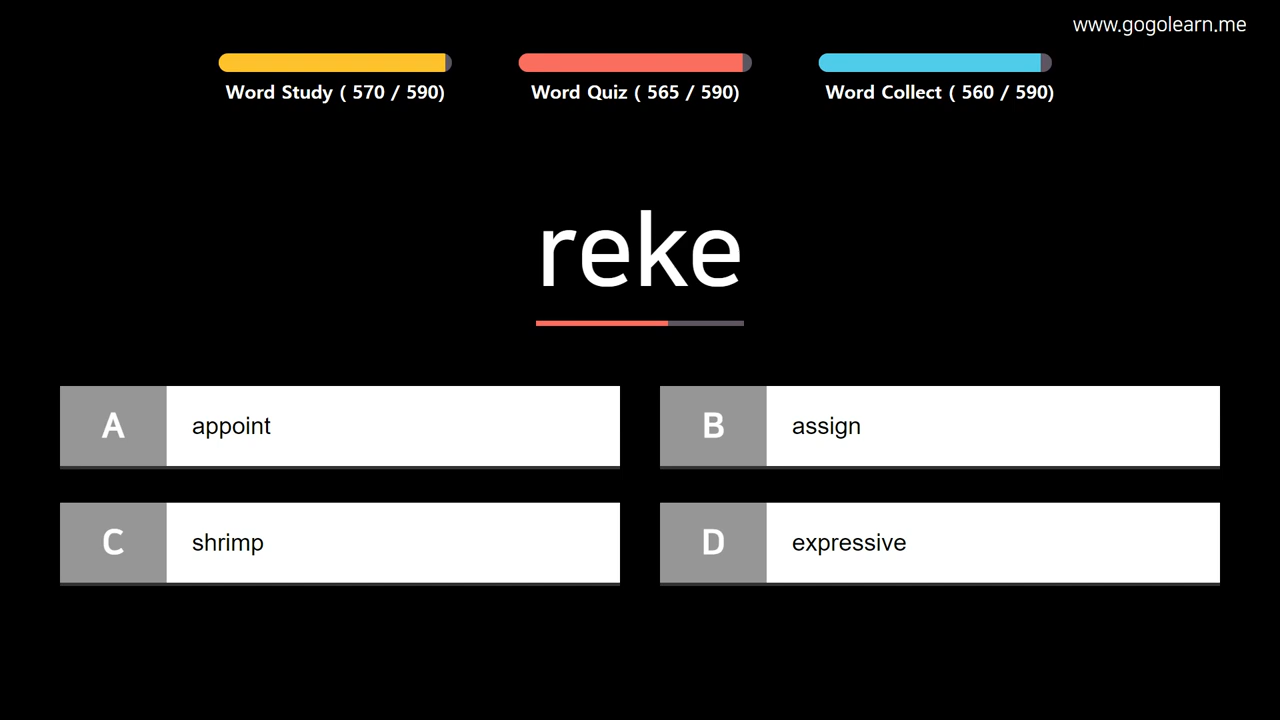 www.gogolearn.me
Word Study ( 570 / 590)
Word Quiz ( 565 / 590)
Word Collect ( 560 / 590)
reke
A appoint
B assign
C shrimp
D expressive